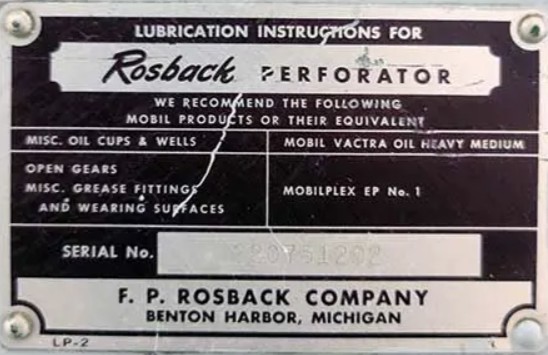 LUBRICATION INSTRUCTIONS FOR
Rosback PERFORATOR
WE RECOMMEND THE FOLLOWING
MOBIL PRODUCTS OR THEIR EQUIVALENT
MISC. OIL CUPS & WELLS MOBIL VACTRA OIL HEAVY MEDIUM
OPEN GEARS
MISC. GREASE FITTINGS MOBILPLEX EP No. 1
AND WEARING SURFACES
SERIAL No.
F. P. ROSBACK COMPANY
BENTON HARBOR, MICHIGAN
LP-2